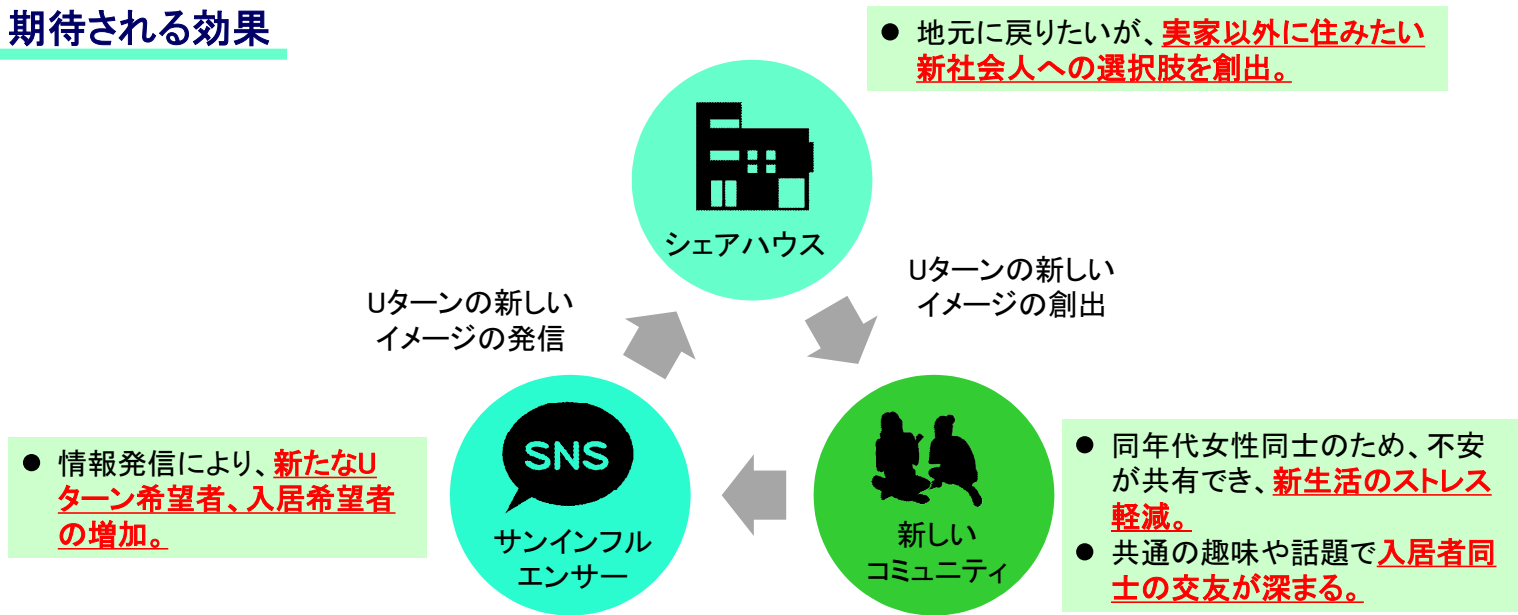 期待される効果
● 地元に戻りたいが、実家以外に住みたい
新社会人への選択肢を創出。
シェアハウス
Uターンの新しい
イメージの創出
Uターンの新しい
イメージの発信
SNS
サンインフル
エンサー
新しい
コミュニティ
● 情報発信により、新たなU
ターン希望者、入居希望者
の増加。
● 同年代女性同士のため、不安
が共有でき、新生活のストレス
軽減。
● 共通の趣味や話題で入居者同
士の交友が深まる。